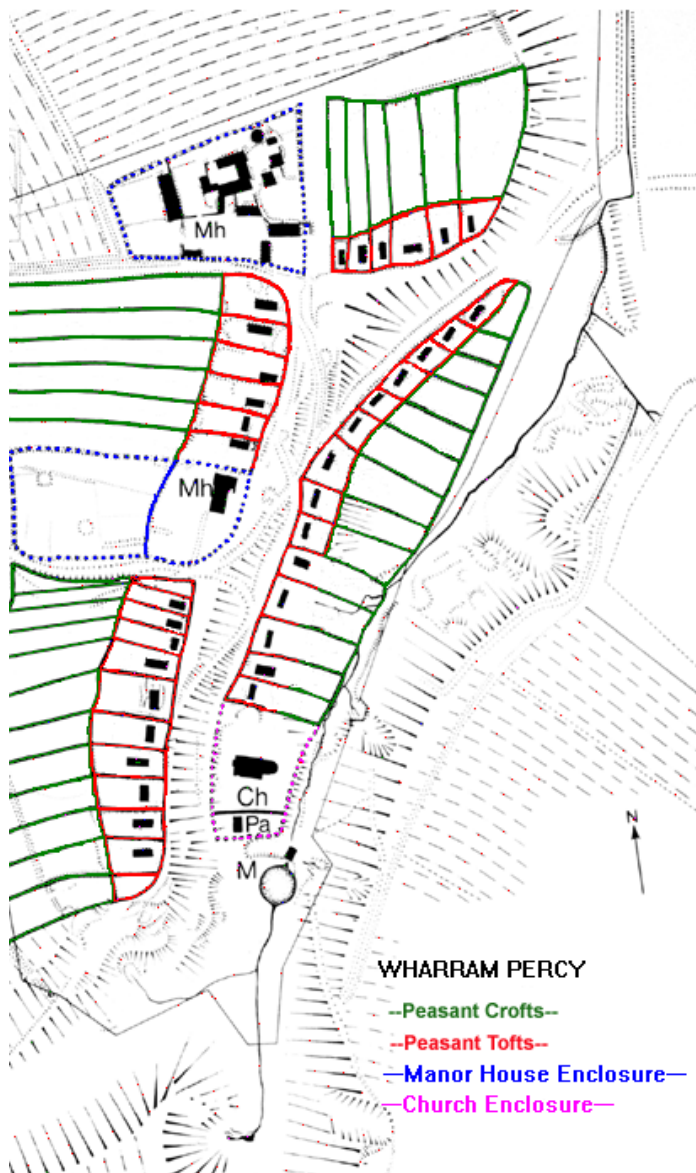 Mh
Mh
Ch
Pa
M
N
WHARRAM PERCY
--Peasant Crofts--
--Peasant Tofts--
—Manor House Enclosure—
—Church Enclosure—